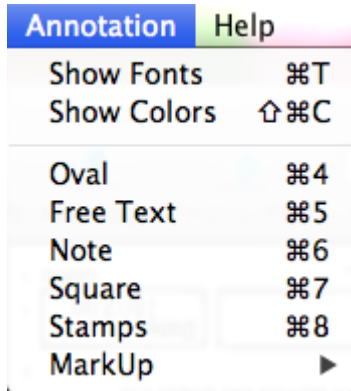 Annotation Help
Show Fonts ⌘T
Show Colors ⇧⌘C
Oval ⌘4
Free Text ⌘5
Note ⌘6
Square ⌘7
Stamps ⌘8
MarkUp ▶